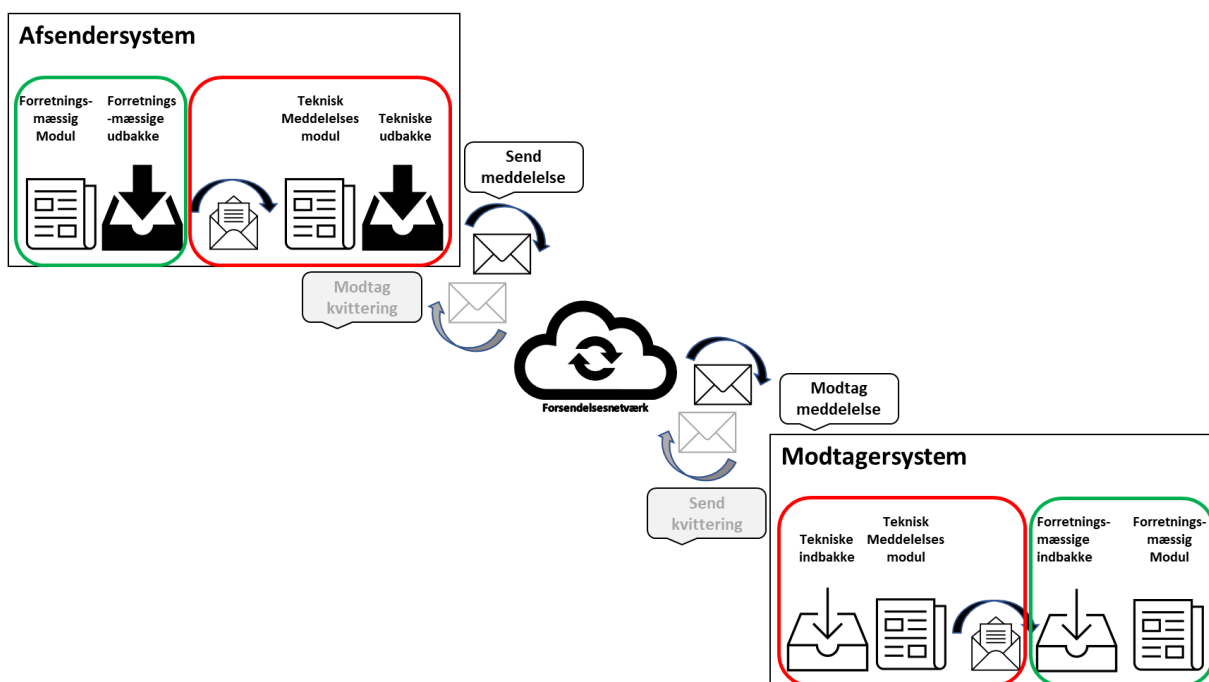 Afsendersystem
Forretnings-
mæssig
Modul
Forretnings
-mæssige
udbakke
Teknisk
Meddelelses
modul
Tekniske
udbakke
Send
meddelelse
Modtag
kvittering
Forsendelsesnetværk
Modtag
meddelelse
Send
kvittering
Modtagersystem
Tekniske
indbakke
Teknisk
Meddelelses
modul
Forretnings-
mæssige
indbakke
Forretnings-
mæssig
Modul